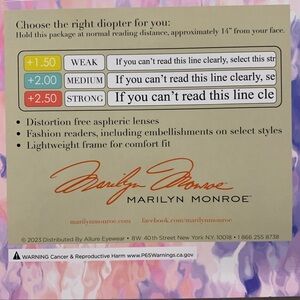 Choose the right diopter for you:
Hold this package at normal reading distance, approximately 14" from your face.
+1.50 WEAK If you can't read this line clearly, select this str
+2.00 MEDIUM If you can't read this line clearly, se
+2.50 STRONG If you can't read this line cle
• Distortion free aspheric lenses
• Fashion readers, including embellishments on select styles
• Lightweight frame for comfort fit
Marilyn Monroe
MARILYN MONROE
marilynmonroe.com facebook.com/marilynmonroe
© 2023 Distributed By Allure Eyewear • 8W 40th Street New York N.Y. 10018 • 1 866 255 8738
⚠ WARNING Cancer & Reproductive Harm www.P65Warnings.ca.gov